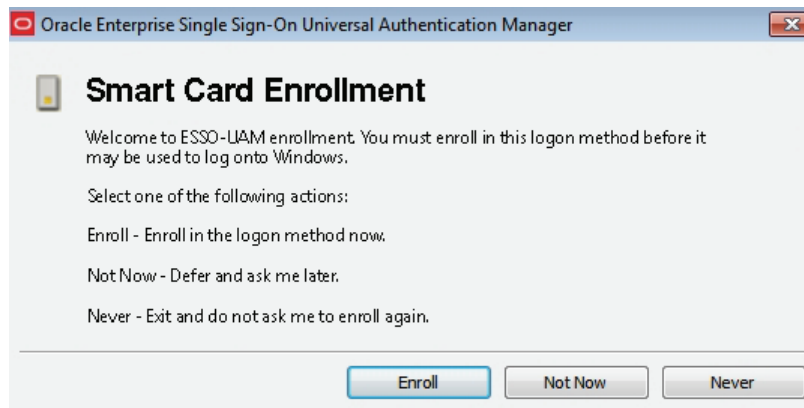 Oracle Enterprise Single Sign-On Universal Authentication Manager
Smart Card Enrollment
Welcome to ESSO-UAM enrollment. You must enroll in this logon method before it
may be used to log onto Windows.
Select one of the following actions:
Enroll - Enroll in the logon method now.
Not Now - Defer and ask me later.
Never - Exit and do not ask me to enroll again.
Enroll Not Now Never